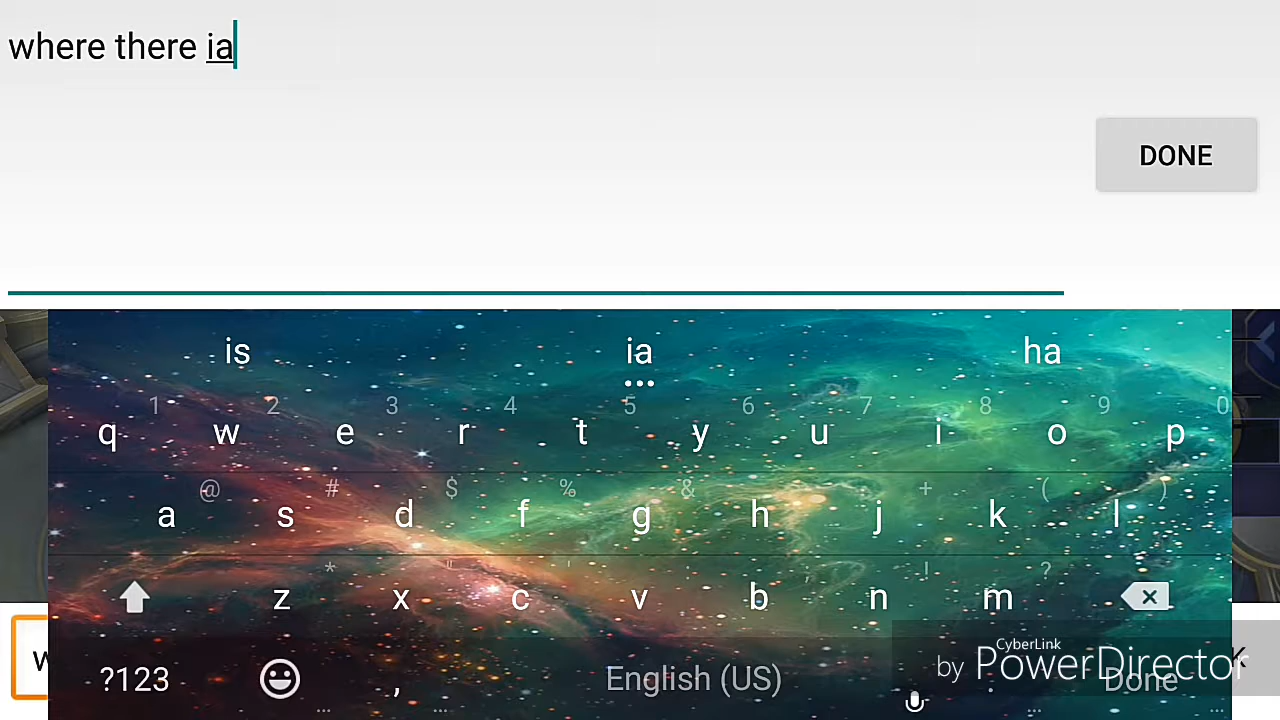 where there ia
DONE
is ia ha
1 2 3 4 5 6 7 8 9 0
q w e r t y u i o p
@ # $ % & + ( )
a s d f g h j k l
* " ' ! ?
z x c v b n m
?123 , English (US) . Done
CyberLink
by PowerDirector